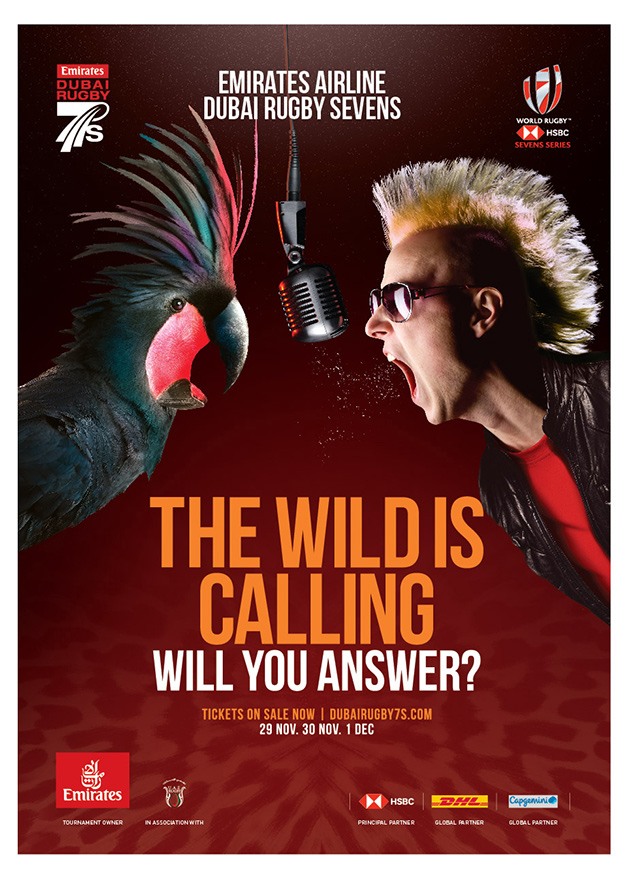 Emirates
DUBAI
RUGBY
7s
EMIRATES AIRLINE
DUBAI RUGBY SEVENS
WORLD RUGBY™
HSBC
SEVENS SERIES
THE WILD IS
CALLING
WILL YOU ANSWER?
TICKETS ON SALE NOW | DUBAIRUGBY7S.COM
29 NOV. 30 NOV. 1 DEC
Emirates
TOURNAMENT OWNER
IN ASSOCIATION WITH
HSBC
PRINCIPAL PARTNER
DHL
GLOBAL PARTNER
Capgemini
GLOBAL PARTNER